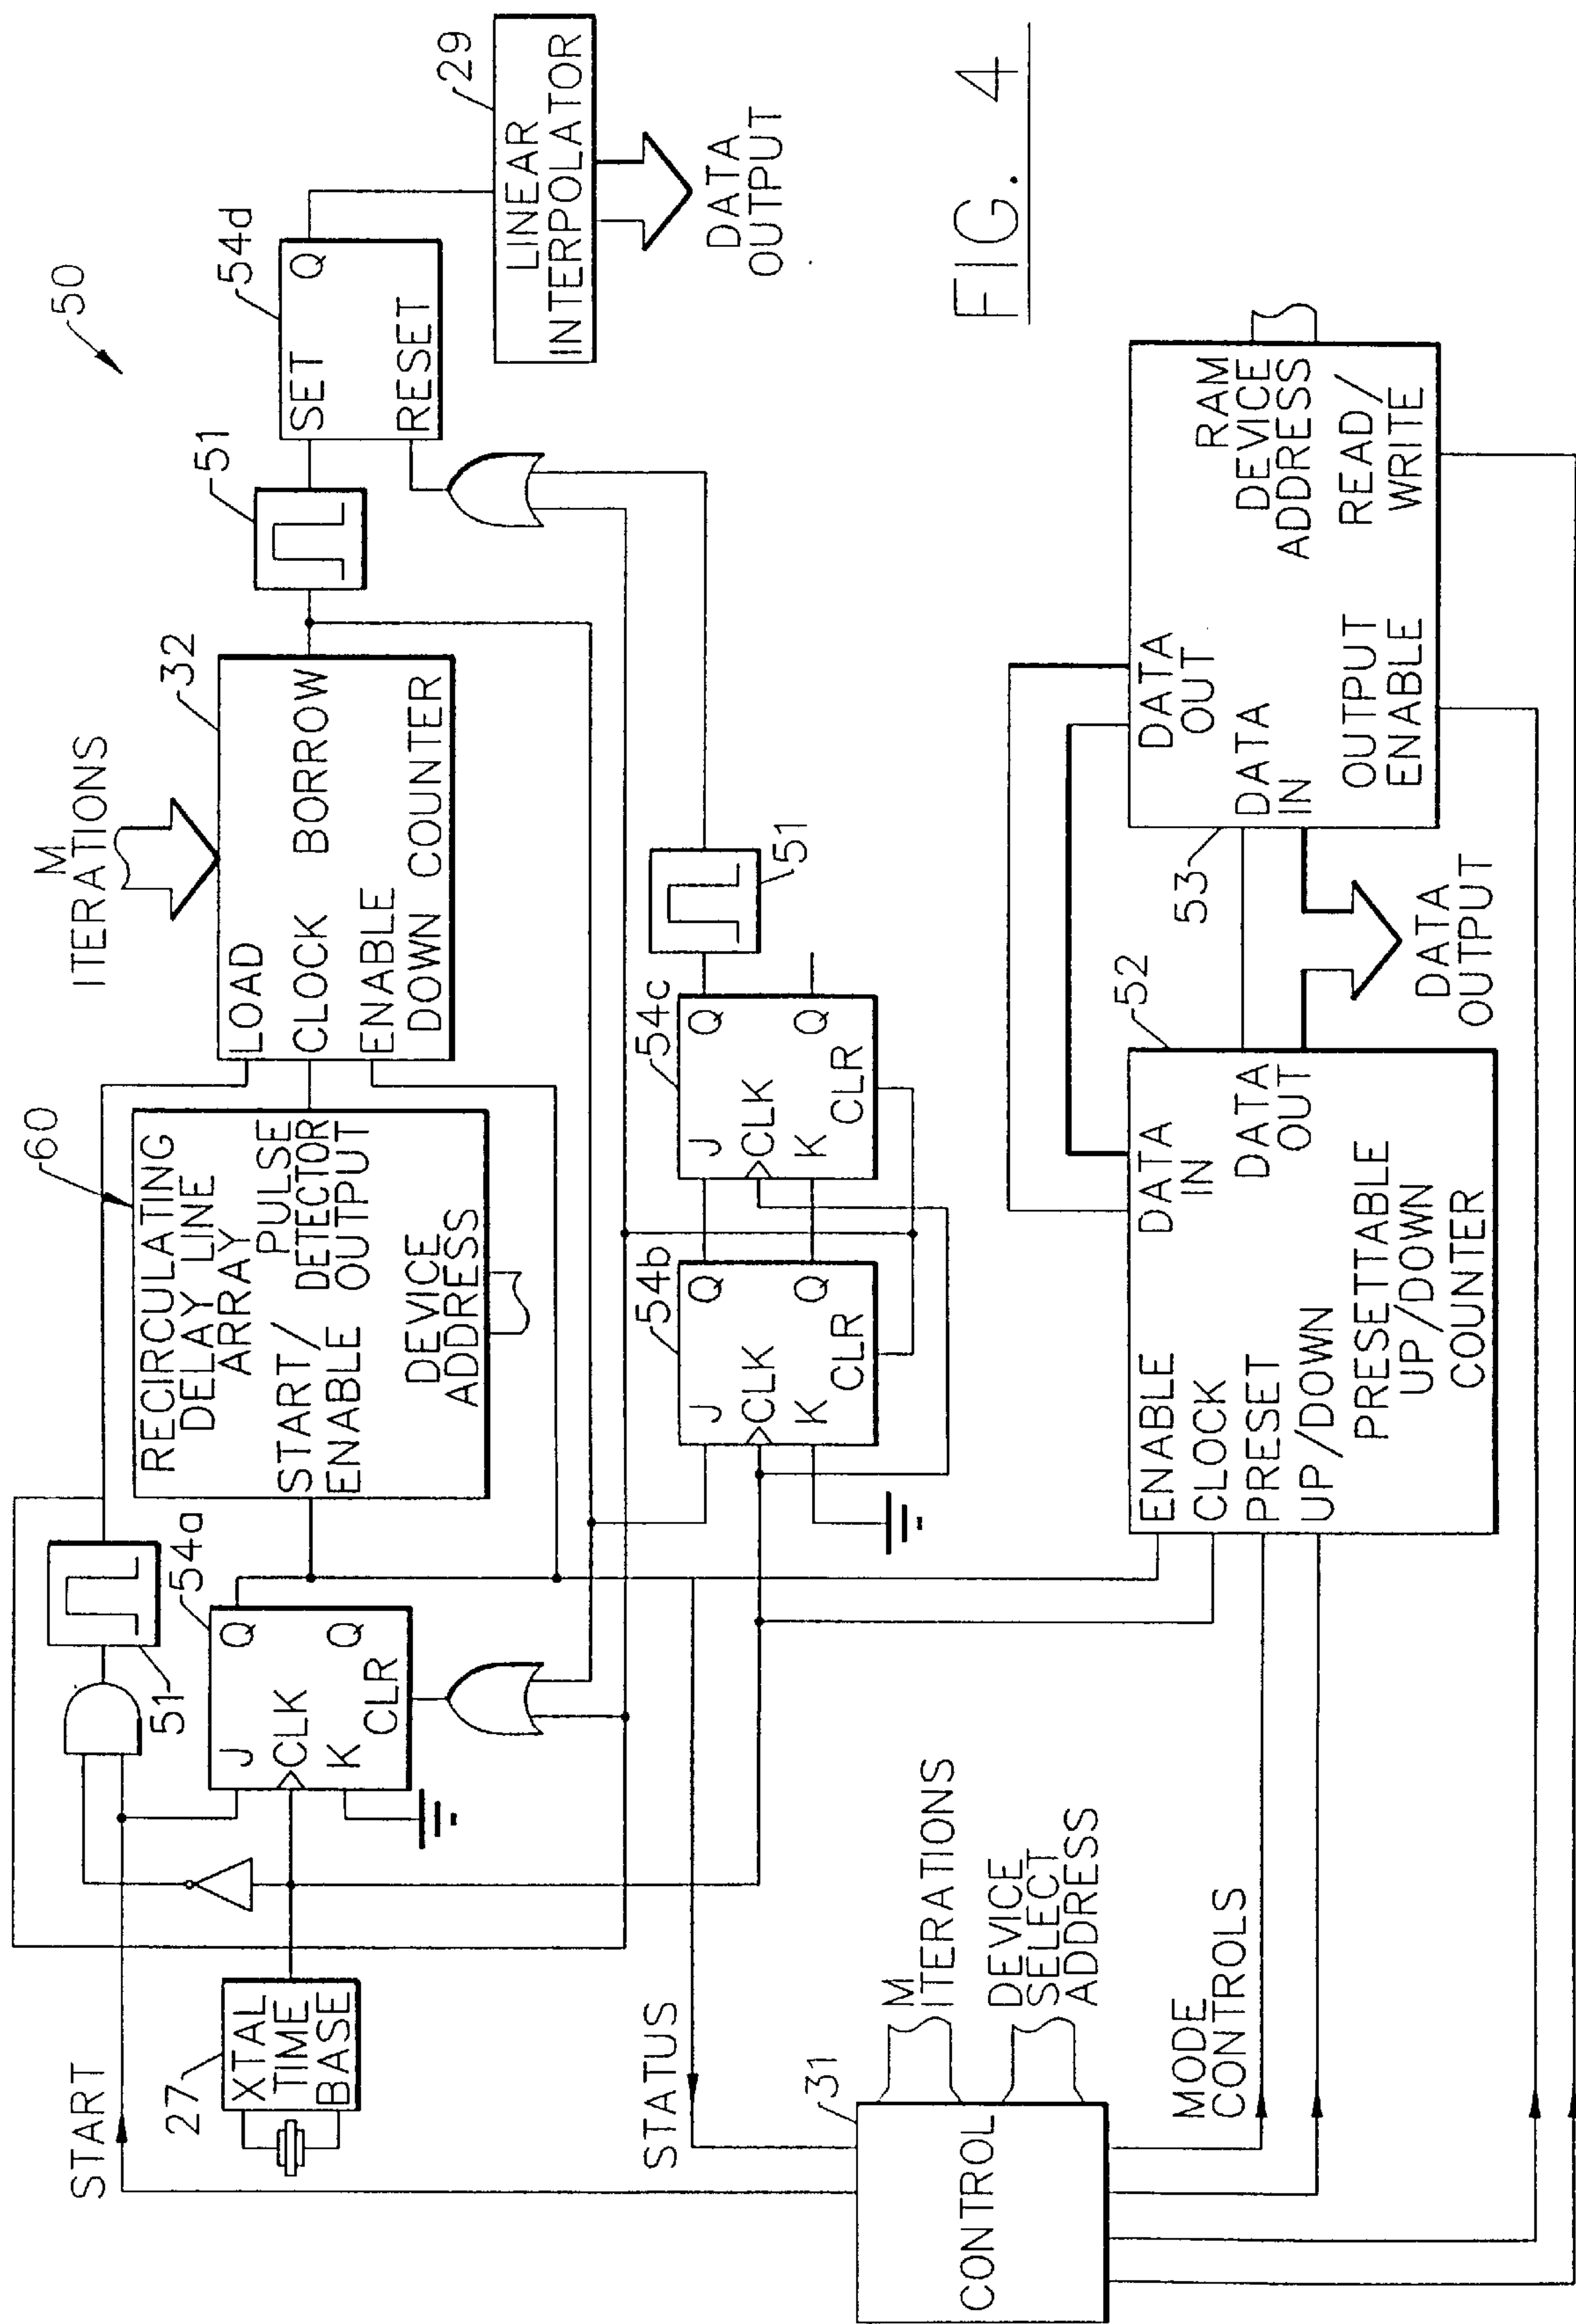 50
START
27
XTAL
TIME
BASE
51
54a
J
CLK
K
Q
Q
CLR
60
RECIRCULATING
DELAY LINE
ARRAY
START/
ENABLE
PULSE
DETECTOR
OUTPUT
DEVICE
ADDRESS
M
ITERATIONS
32
LOAD
CLOCK
BORROW
ENABLE
DOWN COUNTER
51
54d
SET
Q
RESET
29
LINEAR
INTERPOLATOR
DATA
OUTPUT
54b
J
CLK
K
Q
Q
CLR
54c
J
CLK
K
Q
Q
CLR
51
STATUS
31
CONTROL
M
ITERATIONS
DEVICE
SELECT
ADDRESS
MODE
CONTROLS
52
ENABLE
CLOCK
PRESET
UP/DOWN
DATA
IN
DATA
OUT
PRESETTABLE
UP/DOWN
COUNTER
DATA
OUTPUT
53
DATA
OUT
DATA
IN
OUTPUT
ENABLE
RAM
DEVICE
ADDRESS
READ/
WRITE
FIG. 4